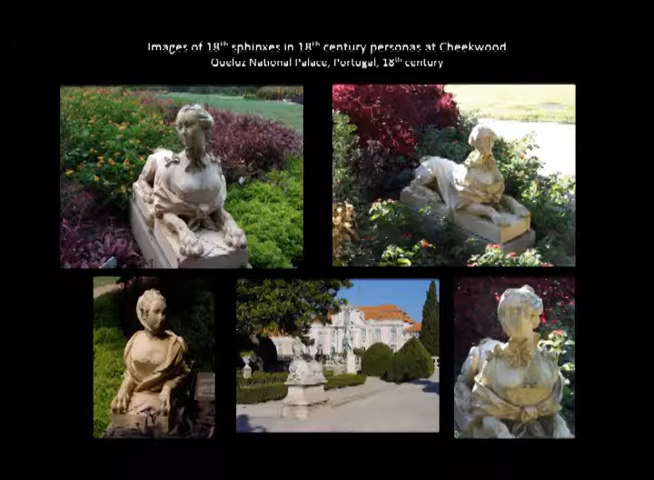 Images of 18th sphinxes in 18th century personas at Cheekwood
Queluz National Palace, Portugal, 18th century